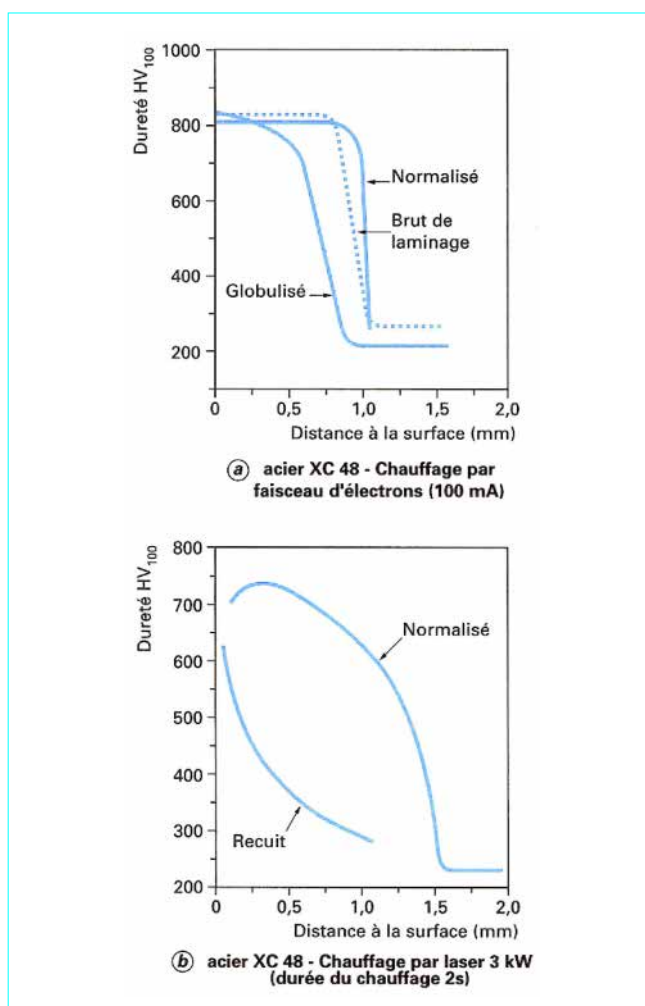 Dureté HV100
1000
800
600
400
200
Normalisé
Brut de
laminage
Globulisé
0 0,5 1,0 1,5 2,0
Distance à la surface (mm)
a acier XC 48 - Chauffage par
faisceau d'électrons (100 mA)
Dureté HV100
800
700
600
500
400
300
200
Normalisé
Recuit
0 0,5 1,0 1,5 2,0
Distance à la surface (mm)
b acier XC 48 - Chauffage par laser 3 kW
(durée du chauffage 2s)